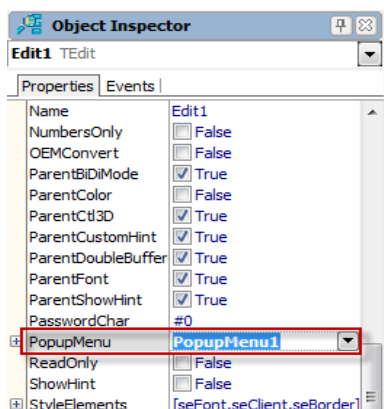 Object Inspector
Edit1 TEdit
Properties Events
Name Edit1
NumbersOnly False
OEMConvert False
ParentBiDiMode True
ParentColor False
ParentCtl3D True
ParentCustomHint True
ParentDoubleBuffer True
ParentFont True
ParentShowHint True
PasswordChar #0
PopupMenu PopupMenu1
ReadOnly False
ShowHint False
StyleElements [seFont,seClient,seBorder]